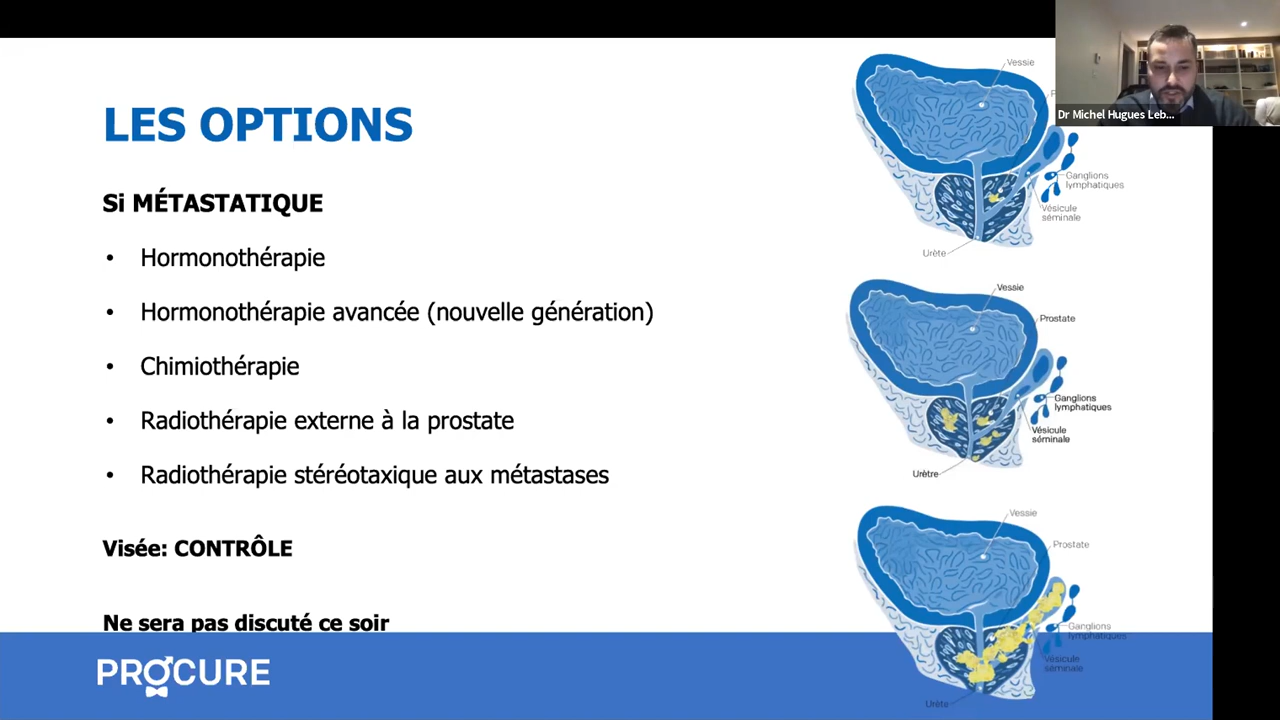 LES OPTIONS
Si MÉTASTATIQUE
• Hormonothérapie
• Hormonothérapie avancée (nouvelle génération)
• Chimiothérapie
• Radiothérapie externe à la prostate
• Radiothérapie stéréotaxique aux métastases
Visée: CONTRÔLE
Ne sera pas discuté ce soir
PROCURE
Vessie
P
Ganglions
lymphatiques
Vésicule
séminale
Urète
Vessie
Prostate
Ganglions
lymphatiques
Vésicule
séminale
Urètre
Vessie
Prostate
Ganglions
lymphatiques
Vésicule
séminale
Urète
Dr Michel Hugues Leb...